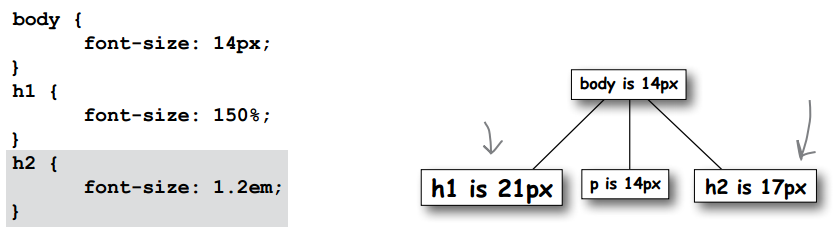 body {
font-size: 14px;
}
h1 {
font-size: 150%;
}
h2 {
font-size: 1.2em;
}
body is 14px
h1 is 21px
p is 14px
h2 is 17px